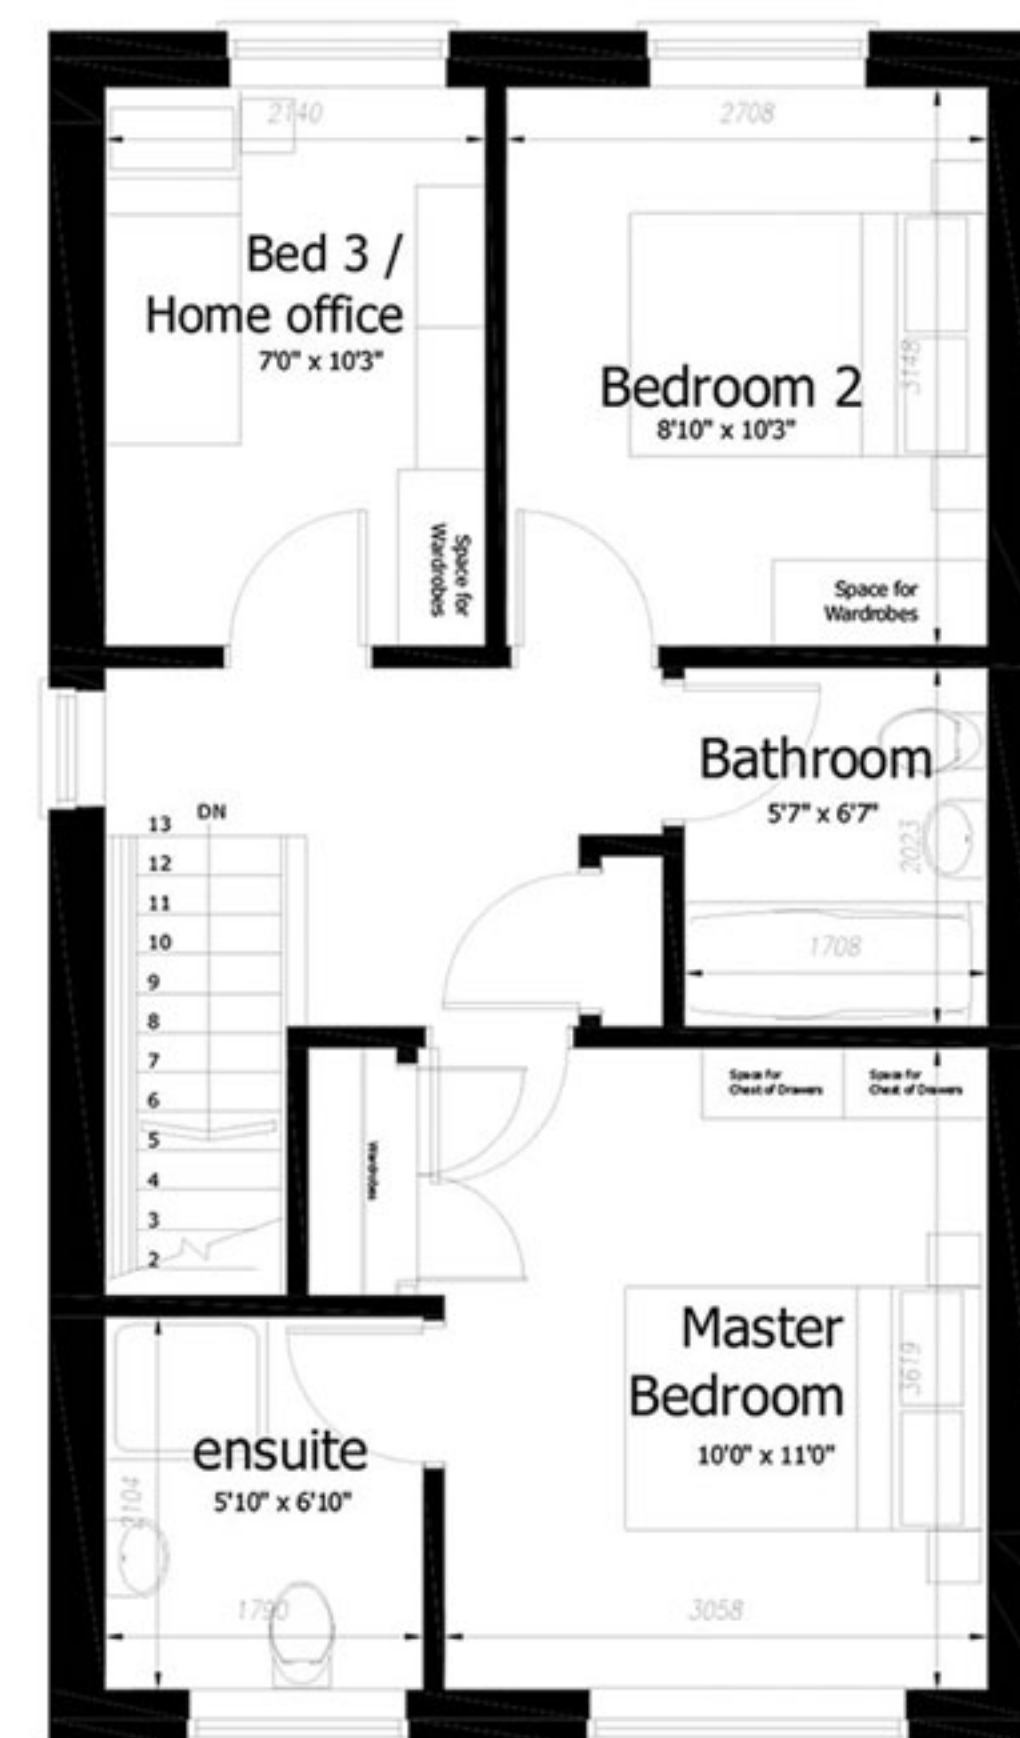 2140
2708
Bed 3 /
Home office
7'0" x 10'3"
3148
Bedroom 2
8'10" x 10'3"
Space for
Wardrobes
Space for
Wardrobes
Bathroom
5'7" x 6'7"
2023
1708
DN
13
12
11
10
9
8
7
6
5
4
3
2
Wardrobes
Space for
Chest of Drawers
Space for
Chest of Drawers
Master
Bedroom
10'0" x 11'0"
3619
3058
ensuite
5'10" x 6'10"
2104
1790